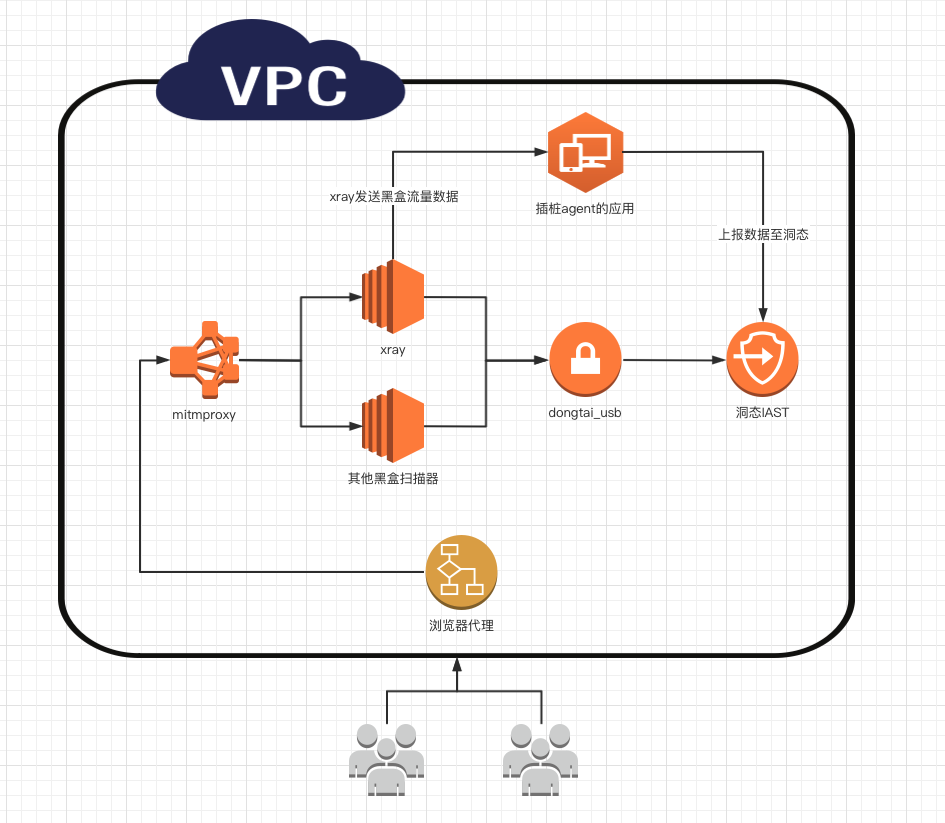 VPC
xray发送黑盒流量数据
插桩agent的应用
上报数据至洞态
xray
mitmproxy
dongtai_usb
洞态IAST
其他黑盒扫描器
浏览器代理